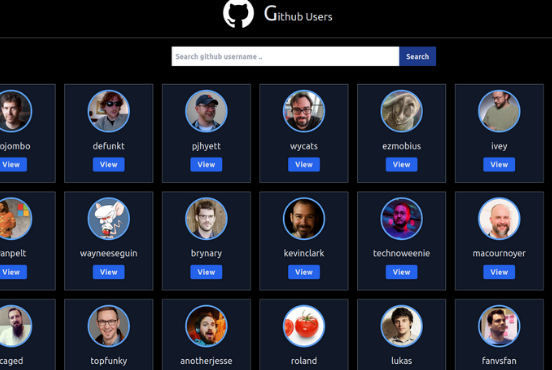 Github Users
Search github username ..
Search
ojombo
defunkt
pjhyett
wycats
ezmobius
ivey
View
View
View
View
View
View
anpelt
wayneeseguin
brynary
kevinclark
technoweenie
macournoyer
View
View
View
View
View
View
caged
topfunky
anotherjesse
roland
lukas
fanvsfan